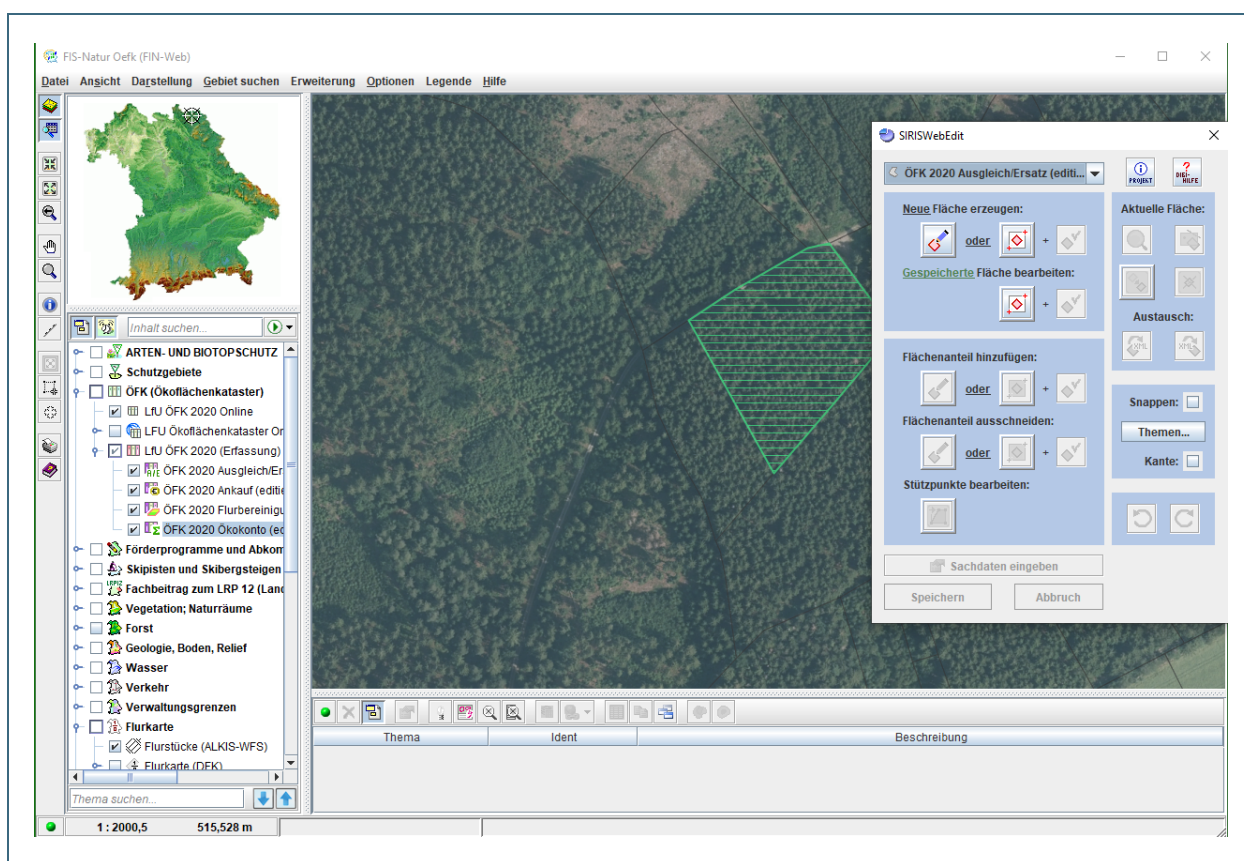 FIS-Natur Oefk (FIN-Web)
Datei Ansicht Darstellung Gebiet suchen Erweiterung Optionen Legende Hilfe
SIRISWebEdit
ÖFK 2020 Ausgleich/Ersatz (editi...
PROJEKT
?
DIGI-HILFE
Neue Fläche erzeugen:
oder +
Gespeicherte Fläche bearbeiten:
+
Aktuelle Fläche:
Austausch:
XML XML
Flächenanteil hinzufügen:
oder +
Flächenanteil ausschneiden:
oder +
Stützpunkte bearbeiten:
Snappen:
Themen...
Kante:
Sachdaten eingeben
Speichern Abbruch
Inhalt suchen...
ARTEN- UND BIOTOPSCHUTZ
Schutzgebiete
ÖFK (Ökoflächenkataster)
LfU ÖFK 2020 Online
LFU Ökoflächenkataster Or
LfU ÖFK 2020 (Erfassung)
ÖFK 2020 Ausgleich/Er
ÖFK 2020 Ankauf (editie
ÖFK 2020 Flurbereinigu
ÖFK 2020 Ökokonto (ed
Förderprogramme und Abkom
Skipisten und Skibergsteigen
Fachbeitrag zum LRP 12 (Land
Vegetation; Naturräume
Forst
Geologie, Boden, Relief
Wasser
Verkehr
Verwaltungsgrenzen
Flurkarte
Flurstücke (ALKIS-WFS)
Flurkarte (DFK)
Thema suchen...
Thema Ident Beschreibung
1 : 2000,5 515,528 m